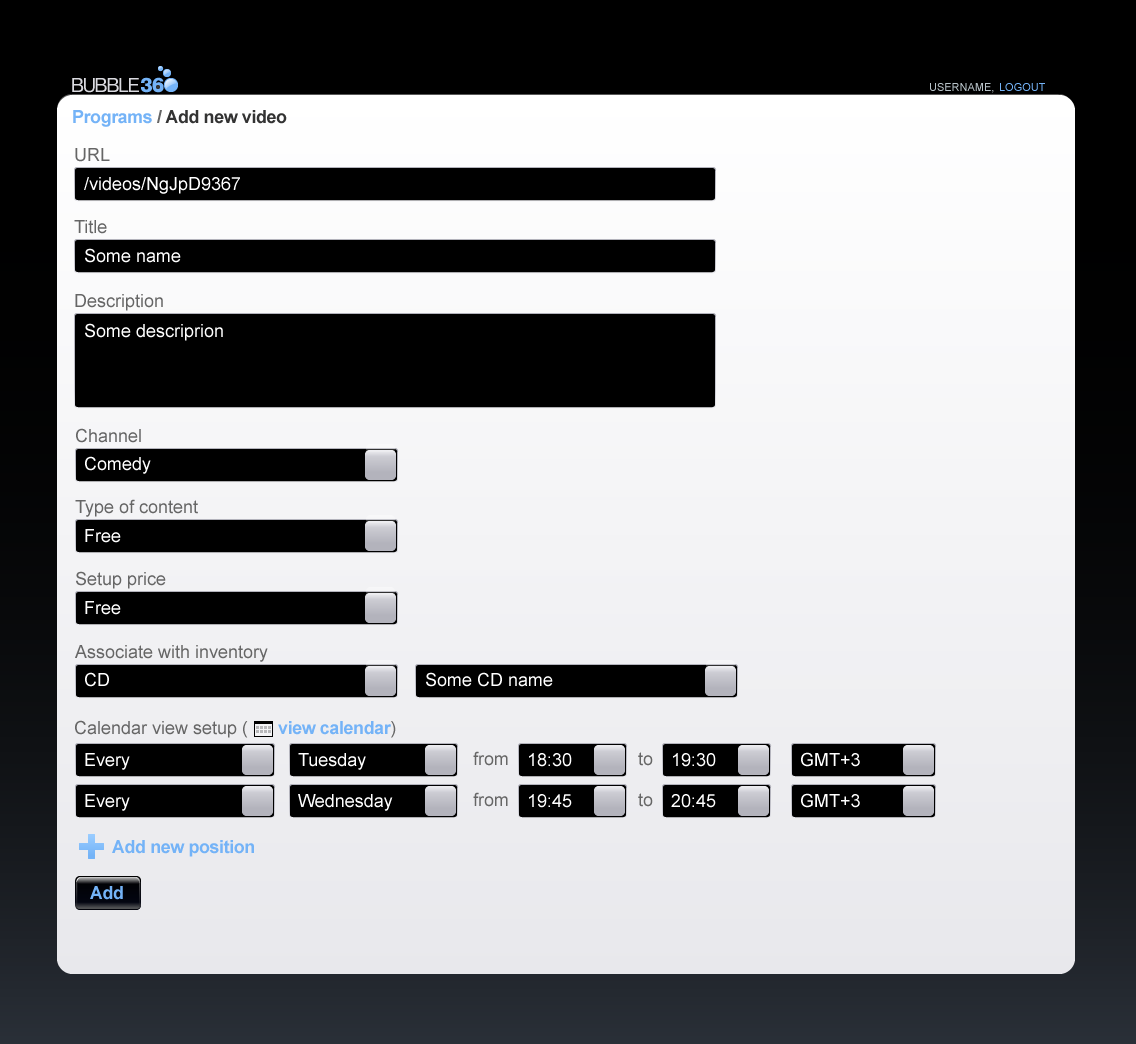 BUBBLE360
USERNAME, LOGOUT
Programs / Add new video
URL
/videos/NgJpD9367
Title
Some name
Description
Some descriprion
Channel
Comedy
Type of content
Free
Setup price
Free
Associate with inventory
CD Some CD name
Calendar view setup ( view calendar)
Every Tuesday from 18:30 to 19:30 GMT+3
Every Wednesday from 19:45 to 20:45 GMT+3
Add new position
Add